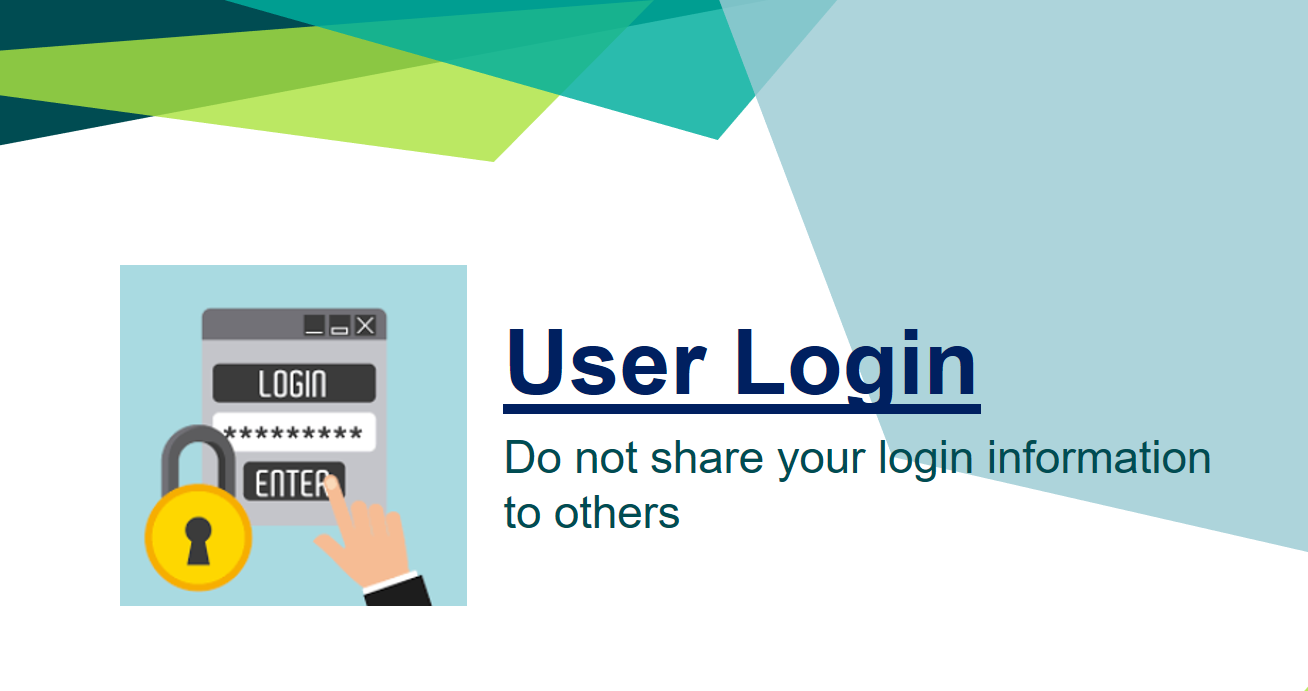 LOGIN
*********
ENTER
User Login
Do not share your login information
to others